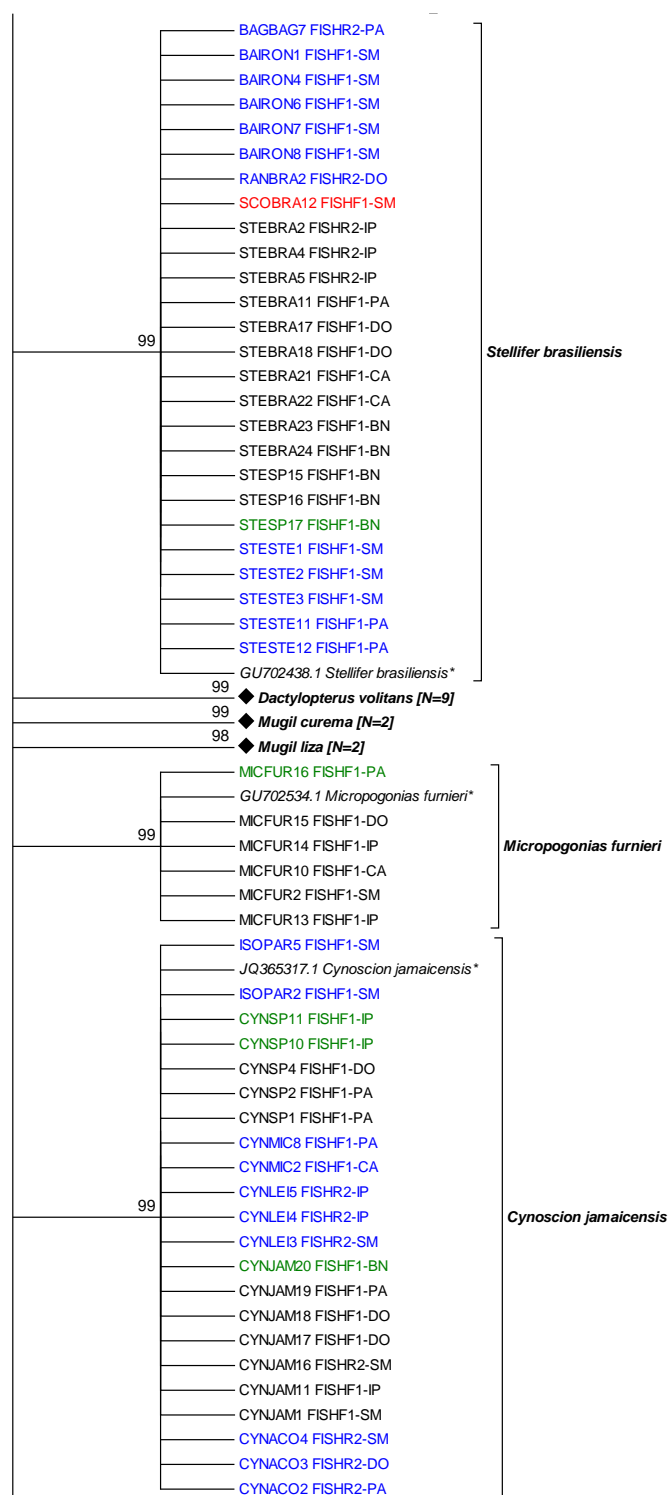 BAGBAG7 FISHR2-PA
BAIRON1 FISHF1-SM
BAIRON4 FISHF1-SM
BAIRON6 FISHF1-SM
BAIRON7 FISHF1-SM
BAIRON8 FISHF1-SM
RANBRA2 FISHR2-DO
SCOBRA12 FISHF1-SM
STEBRA2 FISHR2-IP
STEBRA4 FISHR2-IP
STEBRA5 FISHR2-IP
STEBRA11 FISHF1-PA
STEBRA17 FISHF1-DO
99
STEBRA18 FISHF1-DO
Stellifer brasiliensis
STEBRA21 FISHF1-CA
STEBRA22 FISHF1-CA
STEBRA23 FISHF1-BN
STEBRA24 FISHF1-BN
STESP15 FISHF1-BN
STESP16 FISHF1-BN
STESP17 FISHF1-BN
STESTE1 FISHF1-SM
STESTE2 FISHF1-SM
STESTE3 FISHF1-SM
STESTE11 FISHF1-PA
STESTE12 FISHF1-PA
GU702438.1 Stellifer brasiliensis*
99
Dactylopterus volitans [N=9]
99
Mugil curema [N=2]
98
Mugil liza [N=2]
MICFUR16 FISHF1-PA
GU702534.1 Micropogonias furnieri*
MICFUR15 FISHF1-DO
99
MICFUR14 FISHF1-IP
Micropogonias furnieri
MICFUR10 FISHF1-CA
MICFUR2 FISHF1-SM
MICFUR13 FISHF1-IP
ISOPAR5 FISHF1-SM
JQ365317.1 Cynoscion jamaicensis*
ISOPAR2 FISHF1-SM
CYNSP11 FISHF1-IP
CYNSP10 FISHF1-IP
CYNSP4 FISHF1-DO
CYNSP2 FISHF1-PA
CYNSP1 FISHF1-PA
CYNMIC8 FISHF1-PA
CYNMIC2 FISHF1-CA
CYNLEI5 FISHR2-IP
99
CYNLEI4 FISHR2-IP
Cynoscion jamaicensis
CYNLEI3 FISHR2-SM
CYNJAM20 FISHF1-BN
CYNJAM19 FISHF1-PA
CYNJAM18 FISHF1-DO
CYNJAM17 FISHF1-DO
CYNJAM16 FISHR2-SM
CYNJAM11 FISHF1-IP
CYNJAM1 FISHF1-SM
CYNACO4 FISHR2-SM
CYNACO3 FISHR2-DO
CYNACO2 FISHR2-PA